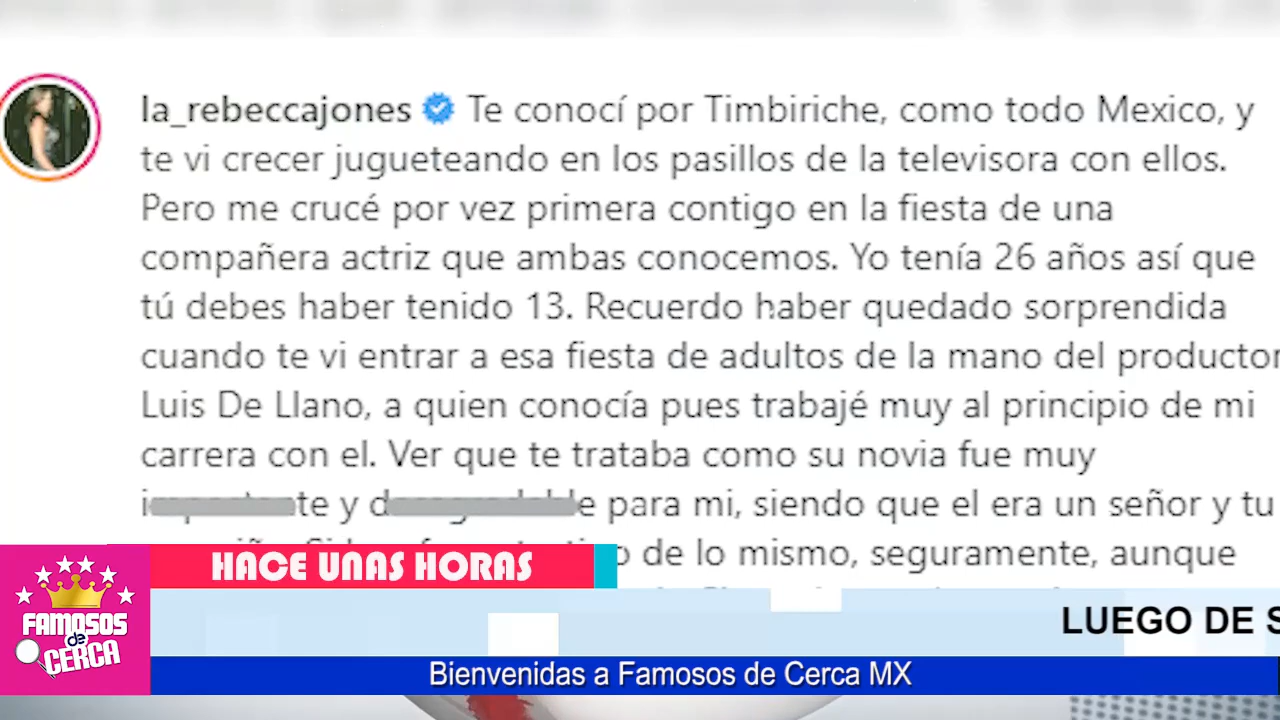 la_rebeccajones Te conocí por Timbiriche, como todo Mexico, y
te vi crecer jugueteando en los pasillos de la televisora con ellos.
Pero me crucé por vez primera contigo en la fiesta de una
compañera actriz que ambas conocemos. Yo tenía 26 años así que
tú debes haber tenido 13. Recuerdo haber quedado sorprendida
cuando te vi entrar a esa fiesta de adultos de la mano del productor
Luis De Llano, a quien conocía pues trabajé muy al principio de mi
carrera con el. Ver que te trataba como su novia fue muy
y para mi, siendo que el era un señor y tu
de lo mismo, seguramente, aunque
HACE UNAS HORAS
FAMOSOS
de
CERCA
LUEGO DE S
Bienvenidas a Famosos de Cerca MX